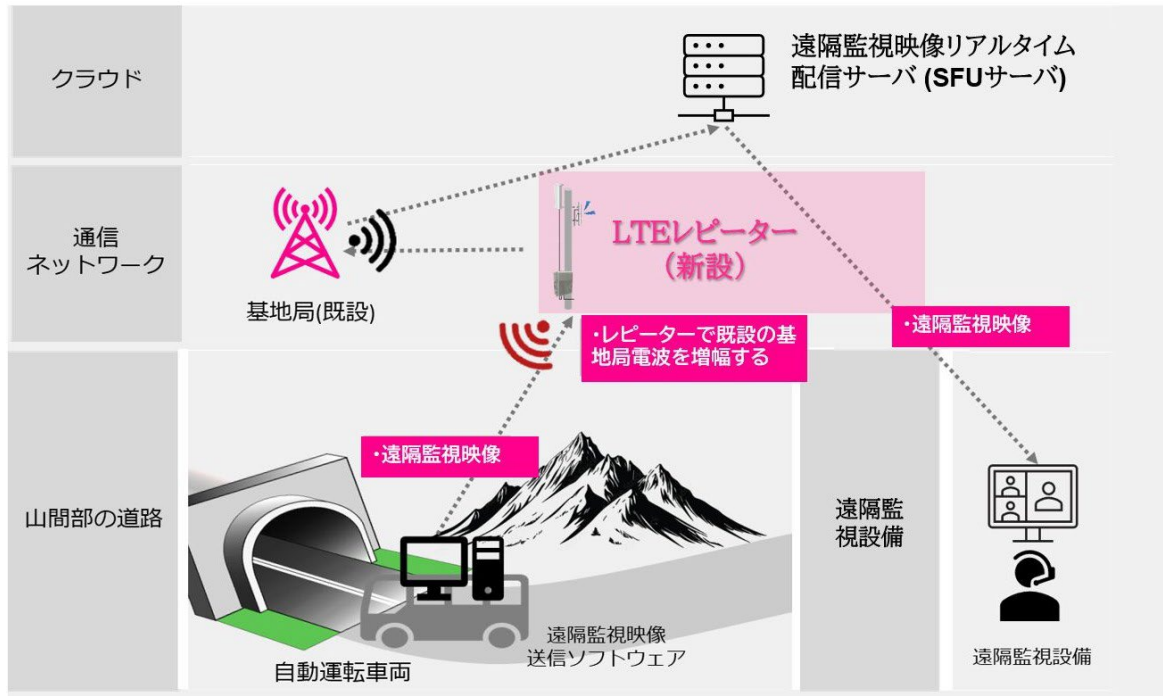 クラウド
遠隔監視映像リアルタイム
配信サーバ (SFUサーバ)
通信
ネットワーク
基地局(既設)
LTEレピーター
(新設)
・レピーターで既設の基
地局電波を増幅する
・遠隔監視映像
山間部の道路
・遠隔監視映像
自動運転車両
遠隔監視映像
送信ソフトウェア
遠隔監
視設備
遠隔監視設備